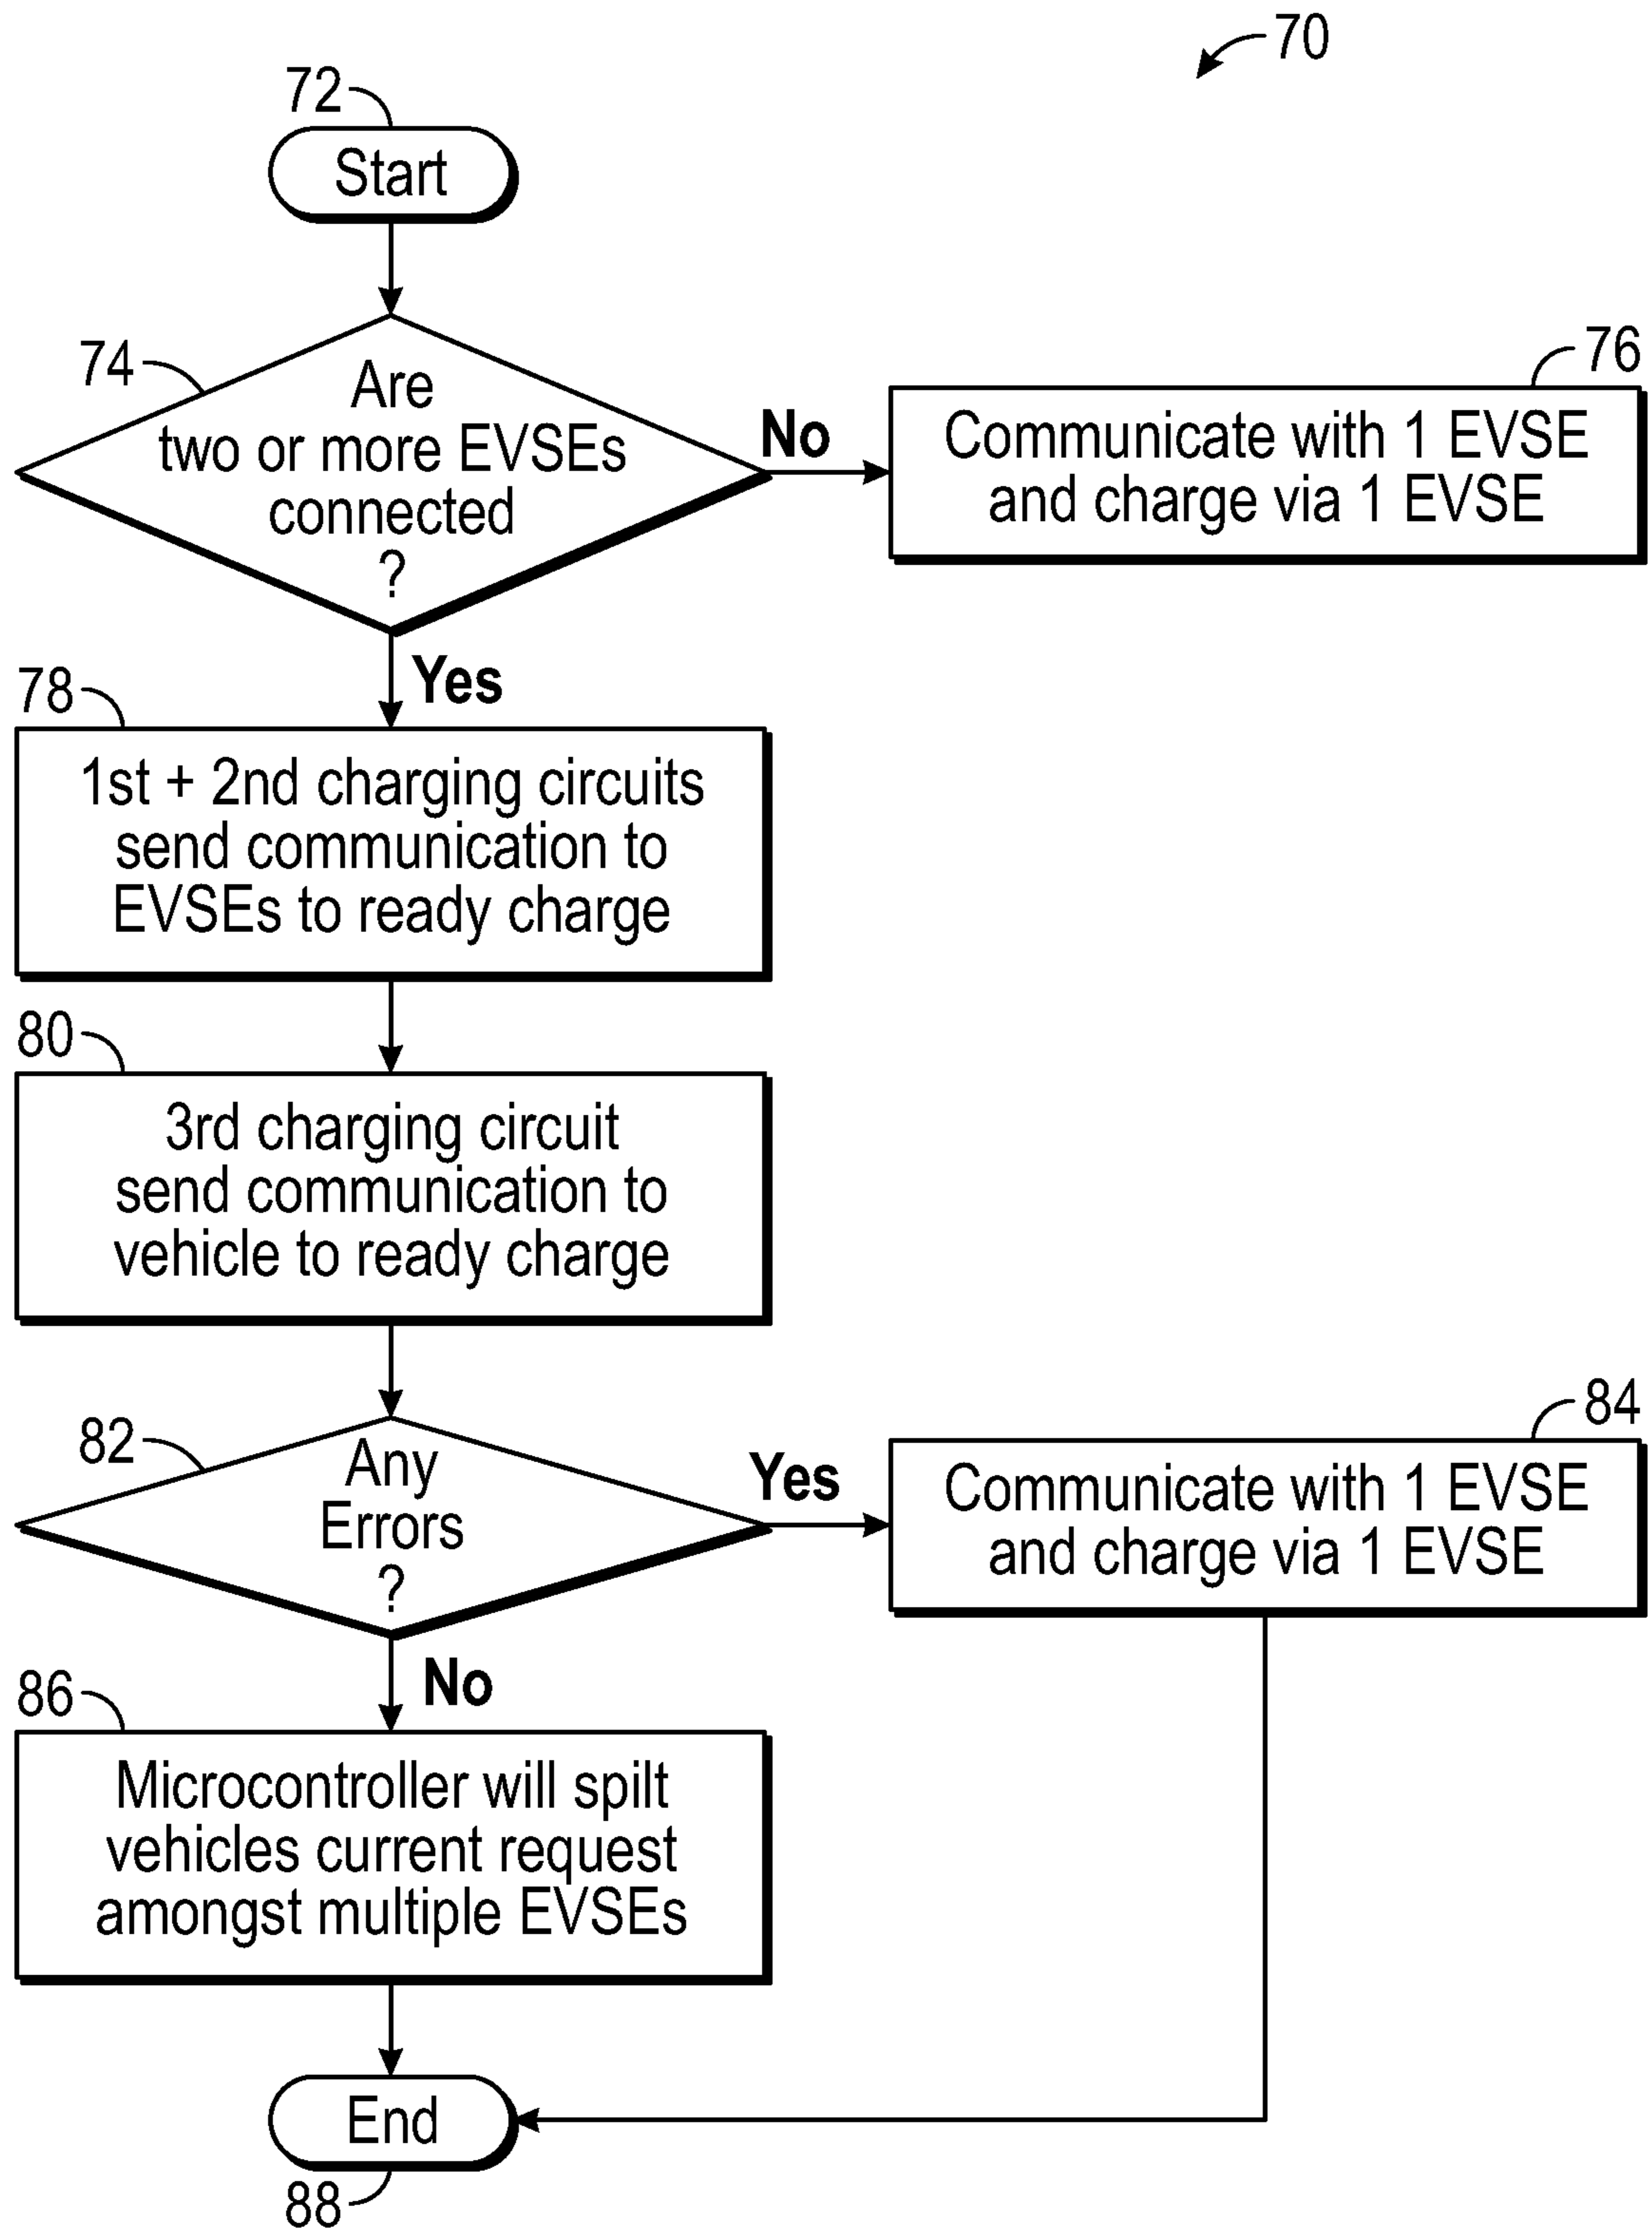 70
72
Start
74
Are
two or more EVSEs
connected
?
No
76
Communicate with 1 EVSE
and charge via 1 EVSE
Yes
78
1st + 2nd charging circuits
send communication to
EVSEs to ready charge
80
3rd charging circuit
send communication to
vehicle to ready charge
82
Any
Errors
?
Yes
84
Communicate with 1 EVSE
and charge via 1 EVSE
No
86
Microcontroller will spilt
vehicles current request
amongst multiple EVSEs
End
88